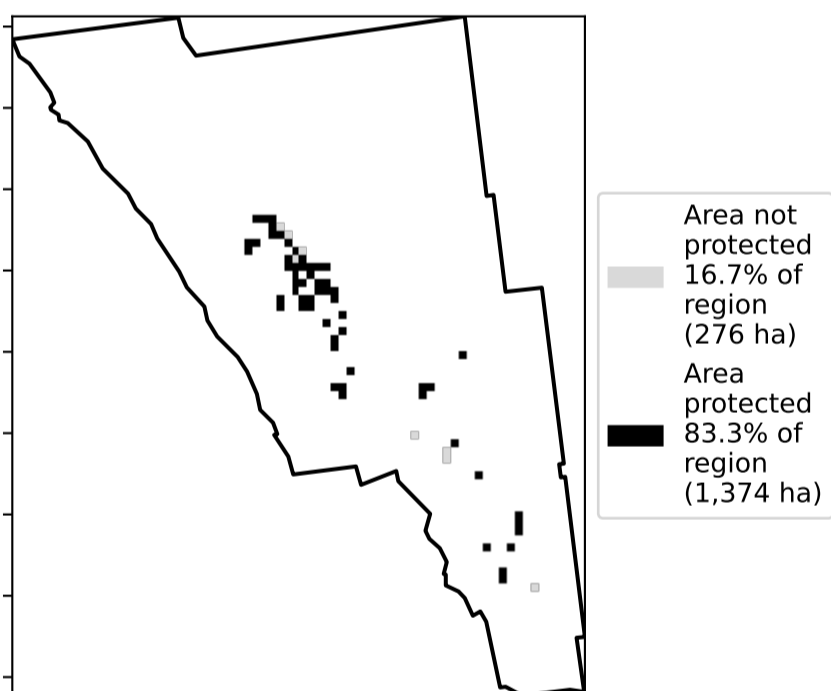 Area not
protected
16.7% of
region
(276 ha)
Area
protected
83.3% of
region
(1,374 ha)